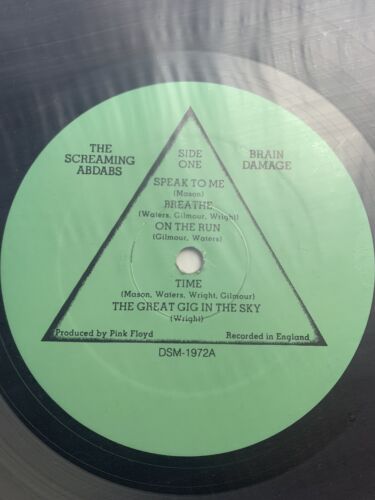 THE
SCREAMING
ABDABS
SIDE
ONE
BRAIN
DAMAGE
SPEAK TO ME
(Mason)
BREATHE
(Waters, Gilmour, Wright)
ON THE RUN
(Gilmour, Waters)
TIME
(Mason, Waters, Wright, Gilmour)
THE GREAT GIG IN THE SKY
(Wright)
Produced by Pink Floyd
Recorded in England
DSM-1972A